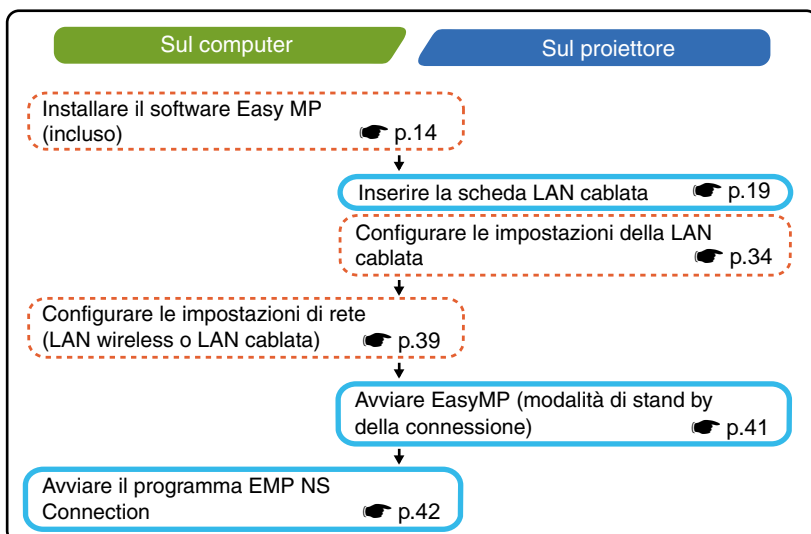 Sul computer
Sul proiettore
Installare il software Easy MP
(incluso) p.14
Inserire la scheda LAN cablata p.19
Configurare le impostazioni della LAN
cablata p.34
Configurare le impostazioni di rete
(LAN wireless o LAN cablata) p.39
Avviare EasyMP (modalità di stand by
della connessione) p.41
Avviare il programma EMP NS
Connection p.42